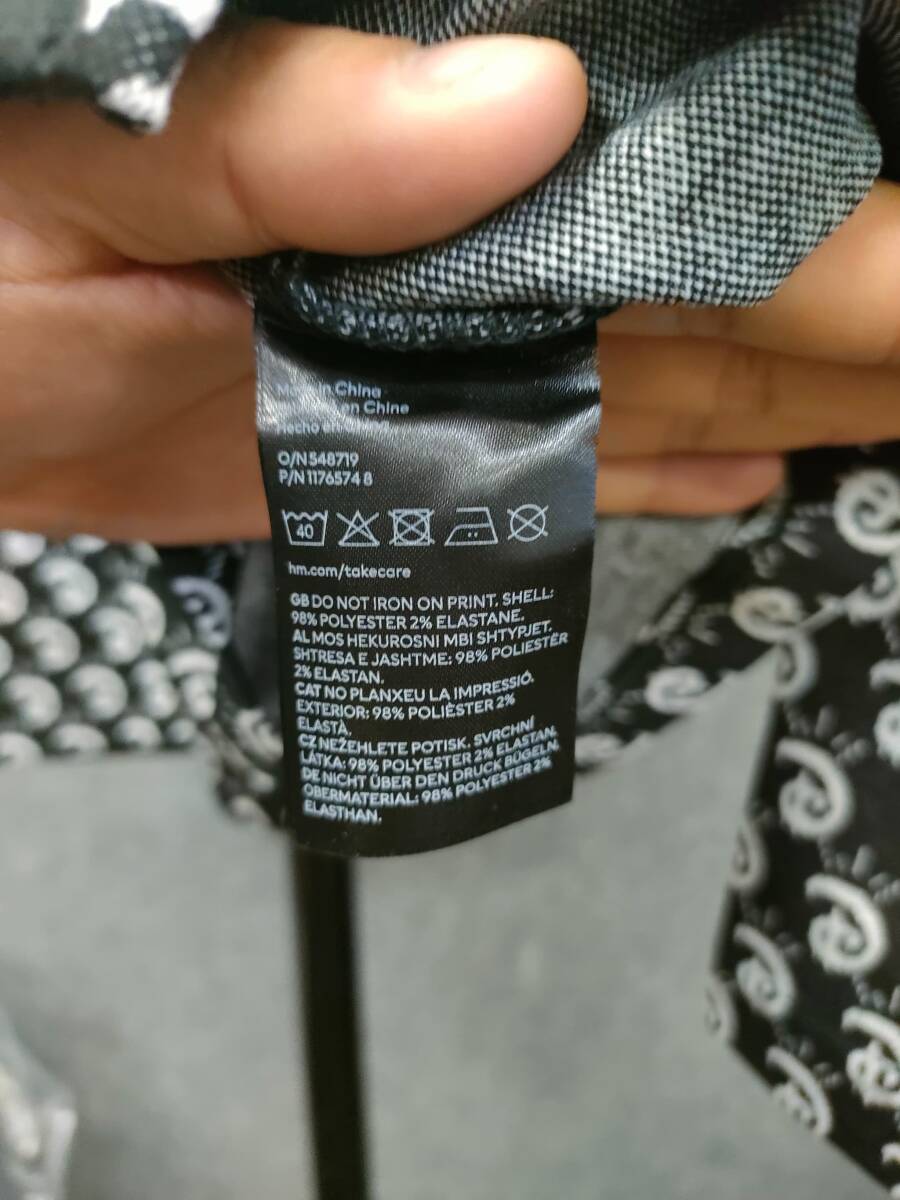 in China
en China
Hecho en
O/N 548719
P/N 1176574 8
40
hm.com/takecare
GB DO NOT IRON ON PRINT. SHELL:
98% POLYESTER 2% ELASTANE.
AL MOS HEKUROSNI MBI SHTYPJET.
SHTRESA E JASHTME: 98% POLIESTËR
2% ELASTAN.
CAT NO PLANXEU LA IMPRESSIÓ.
EXTERIOR: 98% POLIÈSTER 2%
ELASTÀ.
CZ NEŽEHLETE POTISK. SVRCHNÍ
LÁTKA: 98% POLYESTER 2% ELASTAN.
DE NICHT ÜBER DEN DRUCK BÜGELN.
OBERMATERIAL: 98% POLYESTER 2%
ELASTHAN.